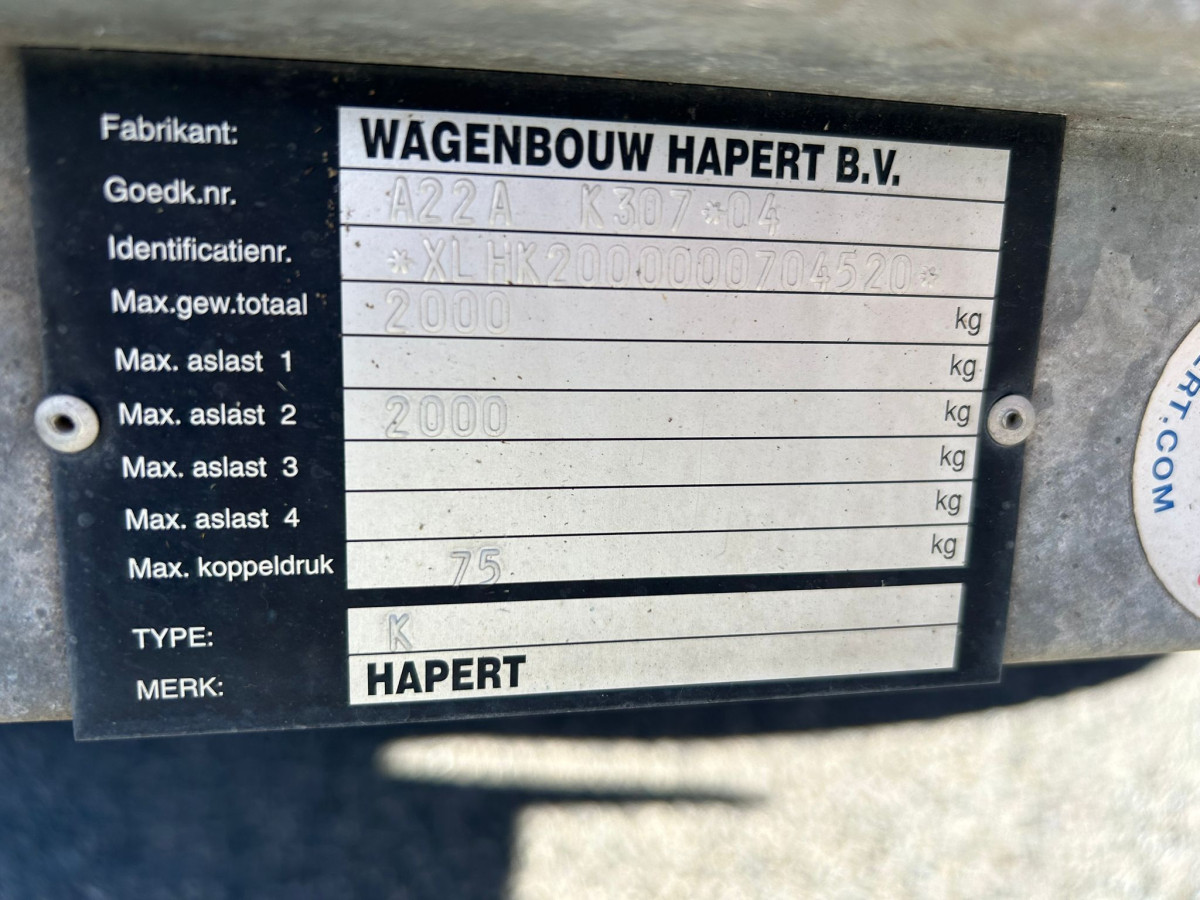 Fabrikant: WAGENBOUW HAPERT B.V.
Goedk.nr. A22A K307*04
Identificatienr. *XLHK2000000704520*
Max.gew.totaal 2000 kg
Max. aslast 1 kg
Max. aslast 2 2000 kg
Max. aslast 3 kg
Max. aslast 4 kg
Max. koppeldruk 75 kg
TYPE: K
MERK: HAPERT
ERT.COM